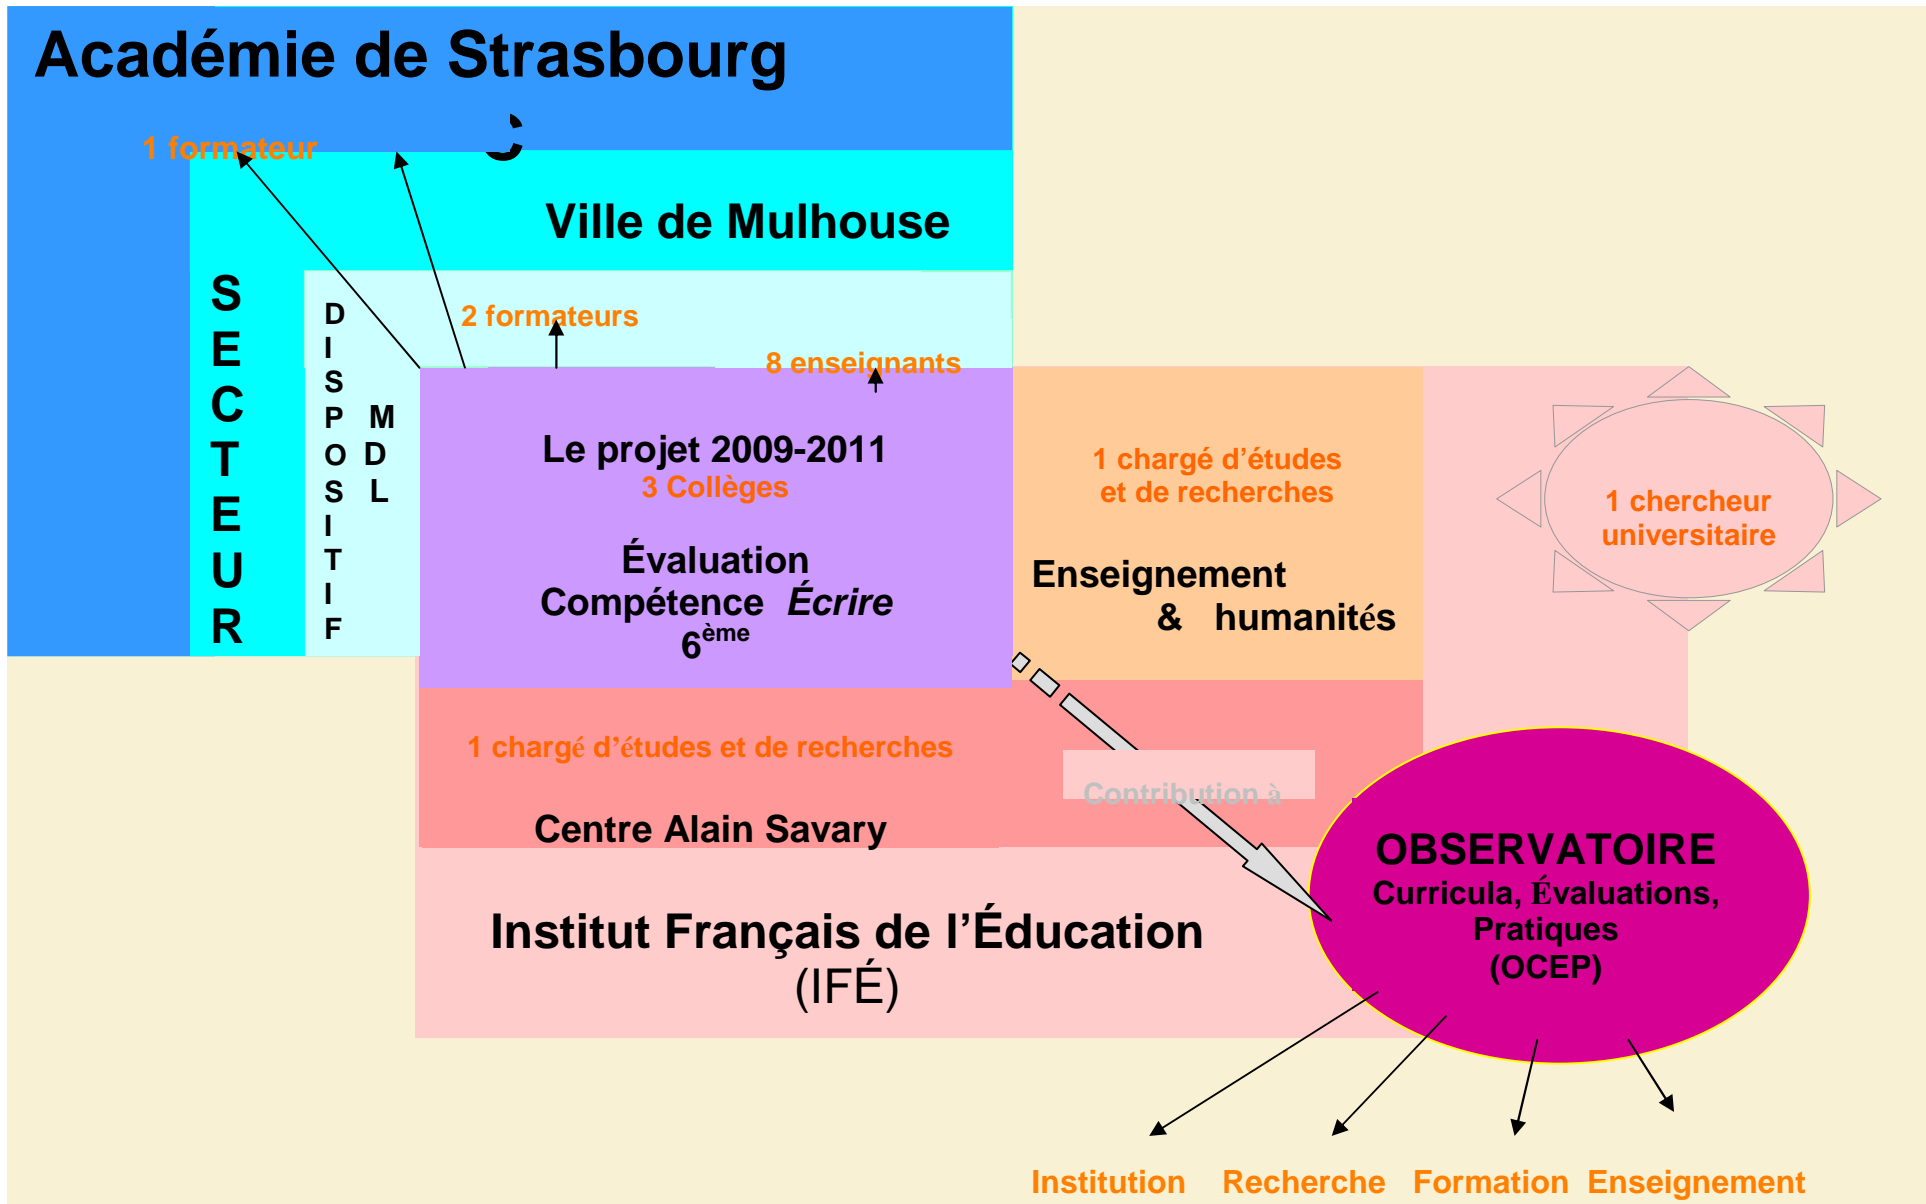 Académie de Strasbourg
1 formateur
Ville de Mulhouse
SECTEUR
DISPOSITIF
MDL
2 formateurs
8 enseignants
Le projet 2009-2011
3 Collèges
Évaluation
Compétence Écrire
6ème
1 chargé d’études
et de recherches
Enseignement
& humanités
1 chercheur
universitaire
1 chargé d’études et de recherches
Centre Alain Savary
Contribution à
Institut Français de l’Éducation
(IFÉ)
OBSERVATOIRE
Curricula, Évaluations,
Pratiques
(OCEP)
Institution Recherche Formation Enseignement